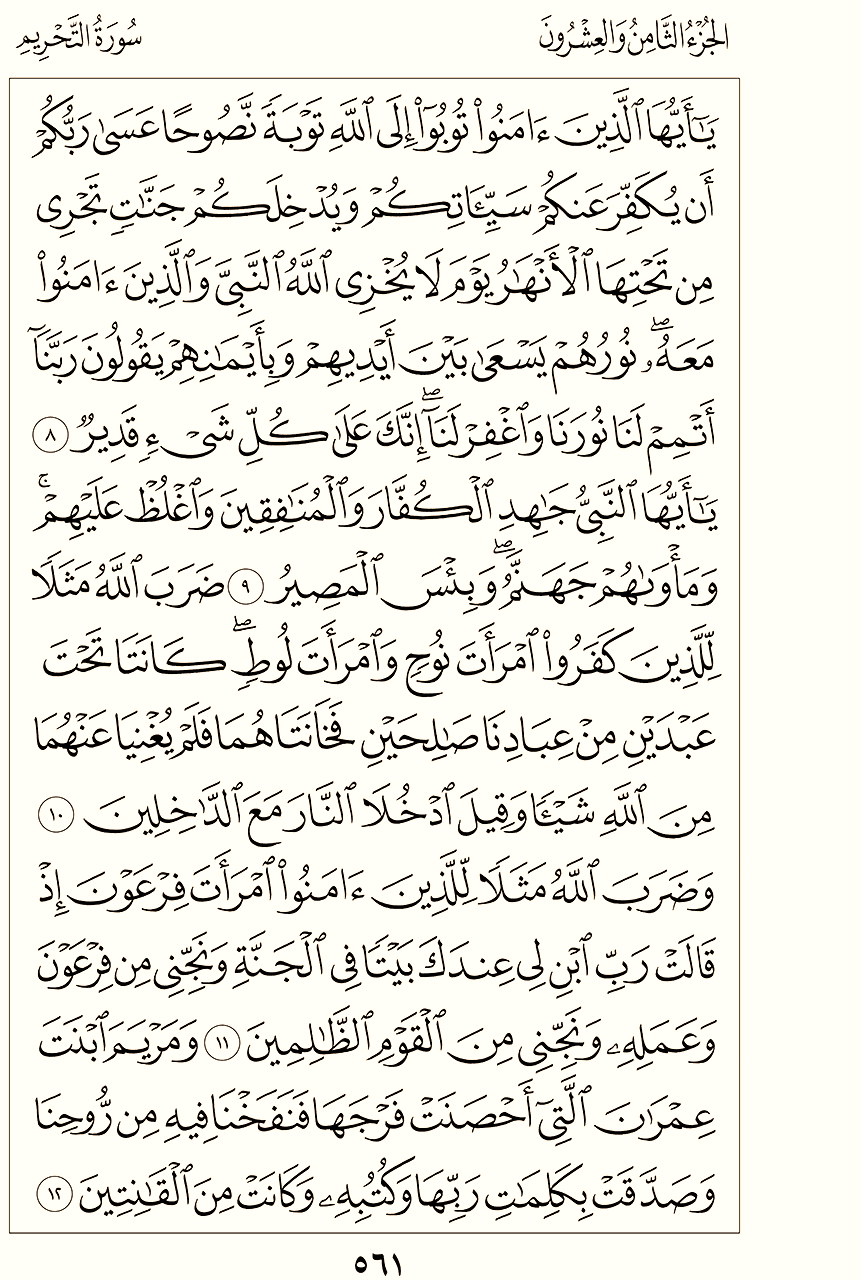 الجُزْءُ الثَّامِنُ وَالعِشْرُونَ
سُورَةُ التَّحْرِيمِ
يَٰٓأَيُّهَا ٱلَّذِينَ ءَامَنُوا۟ تُوبُوٓا۟ إِلَى ٱللَّهِ تَوْبَةً نَّصُوحًا عَسَىٰ رَبُّكُمْ
أَن يُكَفِّرَ عَنكُمْ سَيِّـَٔاتِكُمْ وَيُدْخِلَكُمْ جَنَّٰتٍ تَجْرِى
مِن تَحْتِهَا ٱلْأَنْهَٰرُ يَوْمَ لَا يُخْزِى ٱللَّهُ ٱلنَّبِىَّ وَٱلَّذِينَ ءَامَنُوا۟
مَعَهُۥ ۖ نُورُهُمْ يَسْعَىٰ بَيْنَ أَيْدِيهِمْ وَبِأَيْمَٰنِهِمْ يَقُولُونَ رَبَّنَآ
أَتْمِمْ لَنَا نُورَنَا وَٱغْفِرْ لَنَآ ۖ إِنَّكَ عَلَىٰ كُلِّ شَىْءٍ قَدِيرٌ ٨
يَٰٓأَيُّهَا ٱلنَّبِىُّ جَٰهِدِ ٱلْكُفَّارَ وَٱلْمُنَٰفِقِينَ وَٱغْلُظْ عَلَيْهِمْ ۚ
وَمَأْوَىٰهُمْ جَهَنَّمُ ۖ وَبِئْسَ ٱلْمَصِيرُ ٩ ضَرَبَ ٱللَّهُ مَثَلًا
لِّلَّذِينَ كَفَرُوا۟ ٱمْرَأَتَ نُوحٍ وَٱمْرَأَتَ لُوطٍ ۖ كَانَتَا تَحْتَ
عَبْدَيْنِ مِنْ عِبَادِنَا صَٰلِحَيْنِ فَخَانَتَاهُمَا فَلَمْ يُغْنِيَا عَنْهُمَا
مِنَ ٱللَّهِ شَيْـًٔا وَقِيلَ ٱدْخُلَا ٱلنَّارَ مَعَ ٱلدَّٰخِلِينَ ١٠
وَضَرَبَ ٱللَّهُ مَثَلًا لِّلَّذِينَ ءَامَنُوا۟ ٱمْرَأَتَ فِرْعَوْنَ إِذْ
قَالَتْ رَبِّ ٱبْنِ لِى عِندَكَ بَيْتًا فِى ٱلْجَنَّةِ وَنَجِّنِى مِن فِرْعَوْنَ
وَعَمَلِهِۦ وَنَجِّنِى مِنَ ٱلْقَوْمِ ٱلظَّٰلِمِينَ ١١ وَمَرْيَمَ ٱبْنَتَ
عِمْرَٰنَ ٱلَّتِىٓ أَحْصَنَتْ فَرْجَهَا فَنَفَخْنَا فِيهِ مِن رُّوحِنَا
وَصَدَّقَتْ بِكَلِمَٰتِ رَبِّهَا وَكُتُبِهِۦ وَكَانَتْ مِنَ ٱلْقَٰنِتِينَ ١٢
٥٦١